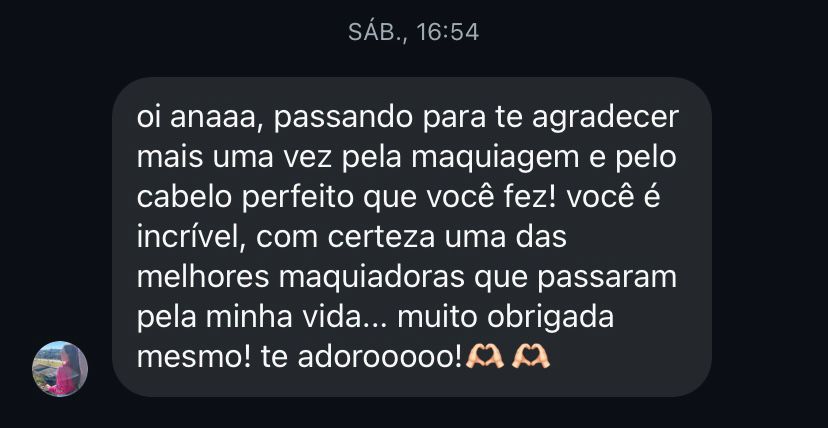 SÁB., 16:54
oi anaaa, passando para te agradecer
mais uma vez pela maquiagem e pelo
cabelo perfeito que você fez! você é
incrível, com certeza uma das
melhores maquiadoras que passaram
pela minha vida... muito obrigada
mesmo! te adorooooo!🫶🏻🫶🏻